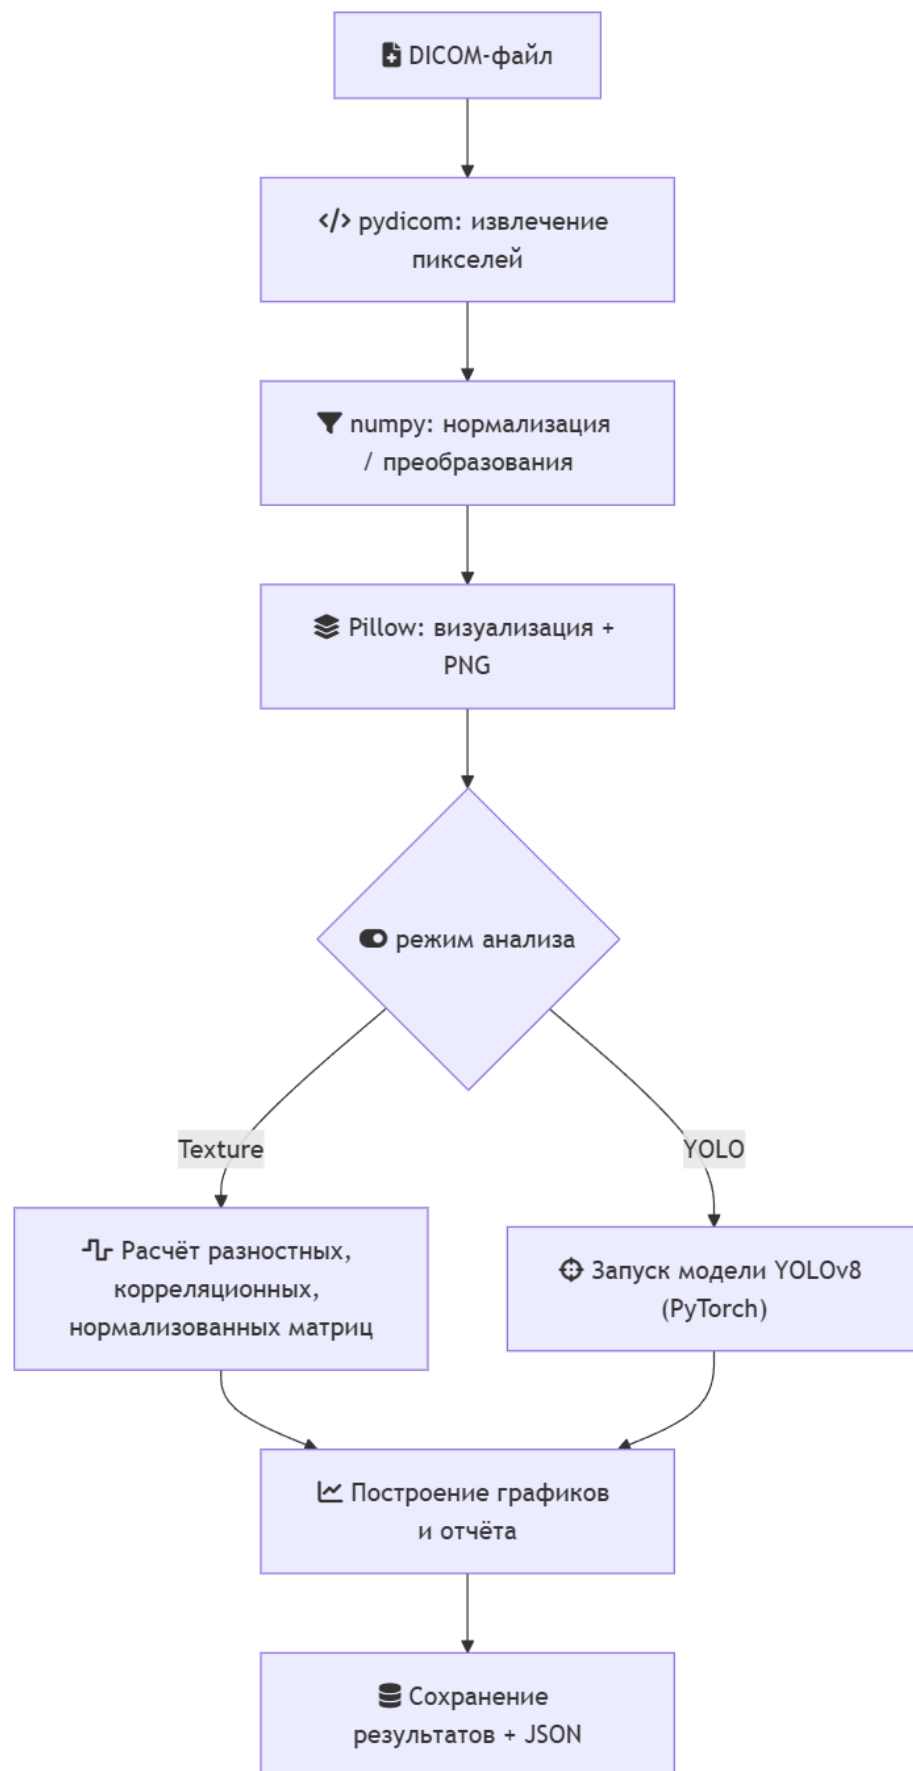 DICOM-файл
</> pydicom: извлечение
пикселей
numpy: нормализация
/ преобразования
Pillow: визуализация +
PNG
режим анализа
Texture
YOLO
Расчёт разностных,
корреляционных,
нормализованных матриц
Запуск модели YOLOv8
(PyTorch)
Построение графиков
и отчёта
Сохранение
результатов + JSON